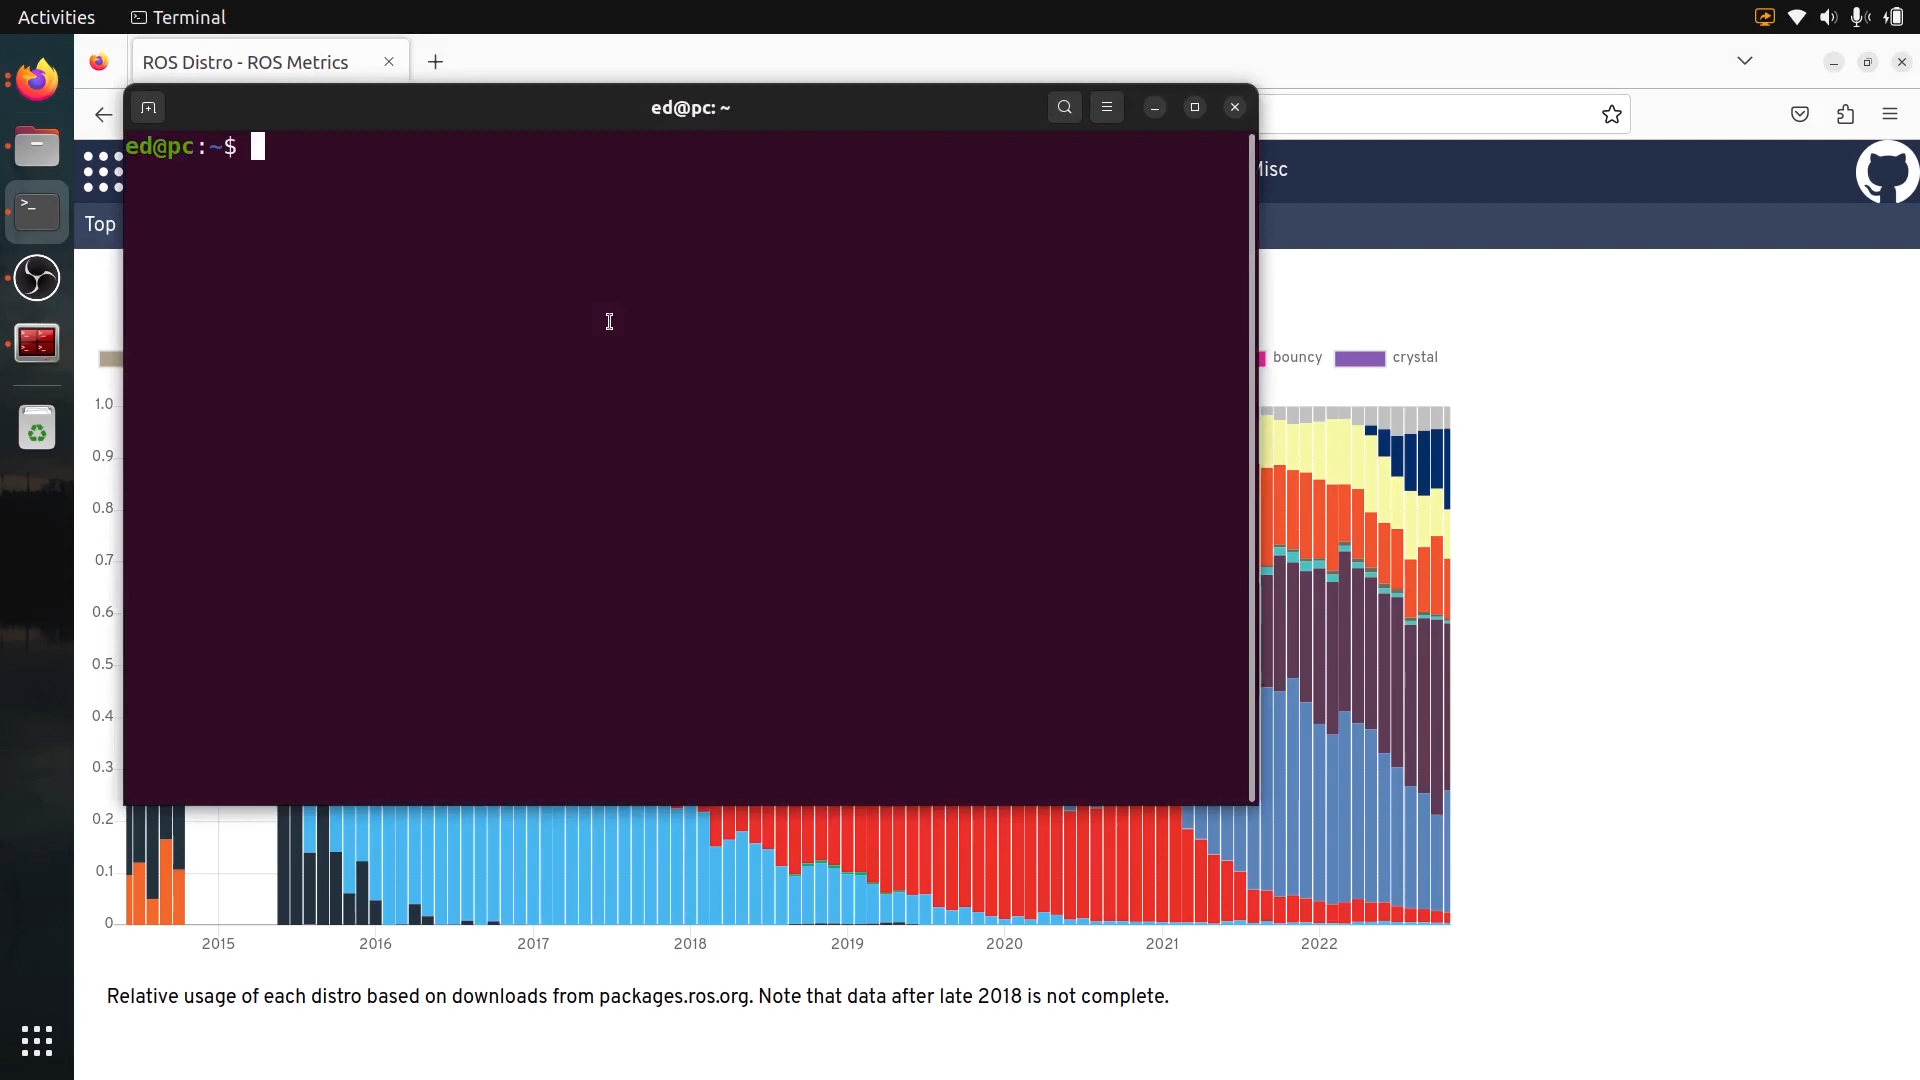 Activities
Terminal
ROS Distro - ROS Metrics
ed@pc: ~
ed@pc:~$
Misc
Top
bouncy
crystal
1.0
0.9
0.8
0.7
0.6
0.5
0.4
0.3
0.2
0.1
0
2015 2016 2017 2018 2019 2020 2021 2022
Relative usage of each distro based on downloads from packages.ros.org. Note that data after late 2018 is not complete.